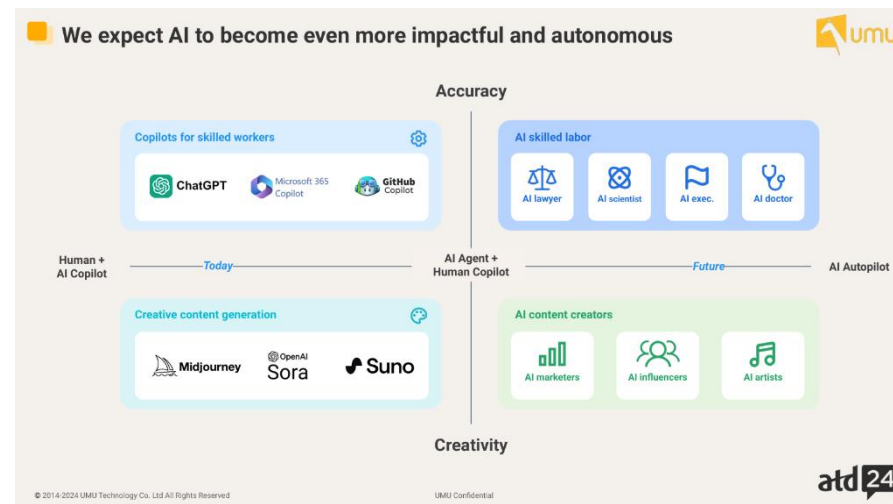 We expect AI to become even more impactful and autonomous
umu
Accuracy
Copilots for skilled workers
ChatGPT
Microsoft 365
Copilot
GitHub
Copilot
AI skilled labor
AI lawyer
AI scientist
AI exec.
AI doctor
Human +
AI Copilot
Today
AI Agent +
Human Copilot
Future
AI Autopilot
Creative content generation
Midjourney
OpenAI
Sora
Suno
AI content creators
AI marketers
AI influencers
AI artists
Creativity
© 2014-2024 UMU Technology Co. Ltd All Rights Reserved
UMU Confidential
atd 24